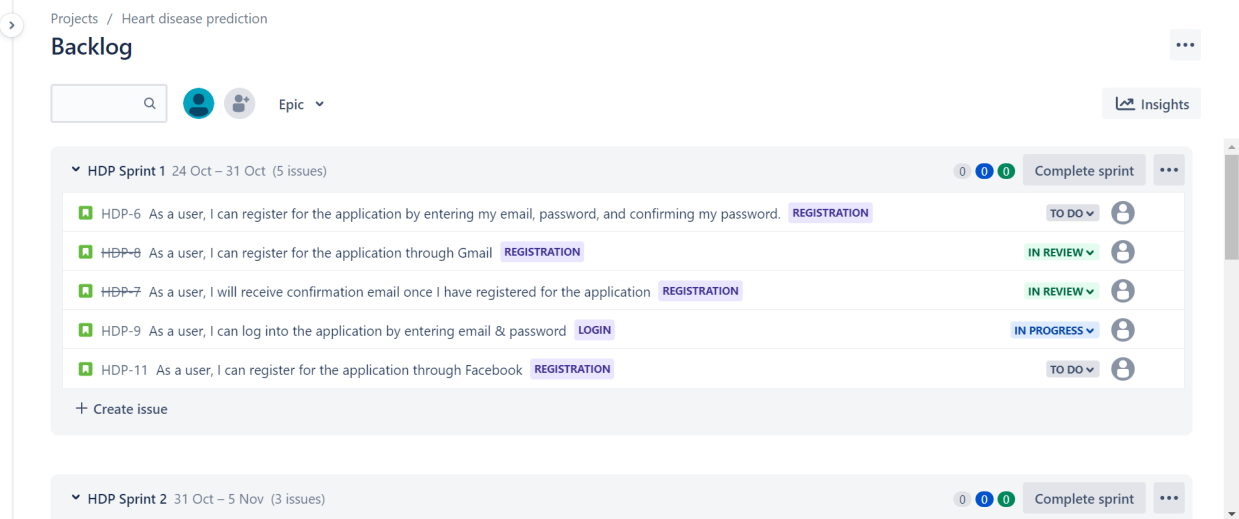 Projects / Heart disease prediction
Backlog
Epic
Insights
HDP Sprint 1 24 Oct – 31 Oct (5 issues) 0 0 0 Complete sprint
HDP-6 As a user, I can register for the application by entering my email, password, and confirming my password. REGISTRATION TO DO
HDP-8 As a user, I can register for the application through Gmail REGISTRATION IN REVIEW
HDP-7 As a user, I will receive confirmation email once I have registered for the application REGISTRATION IN REVIEW
HDP-9 As a user, I can log into the application by entering email & password LOGIN IN PROGRESS
HDP-11 As a user, I can register for the application through Facebook REGISTRATION TO DO
+ Create issue
HDP Sprint 2 31 Oct – 5 Nov (3 issues) 0 0 0 Complete sprint